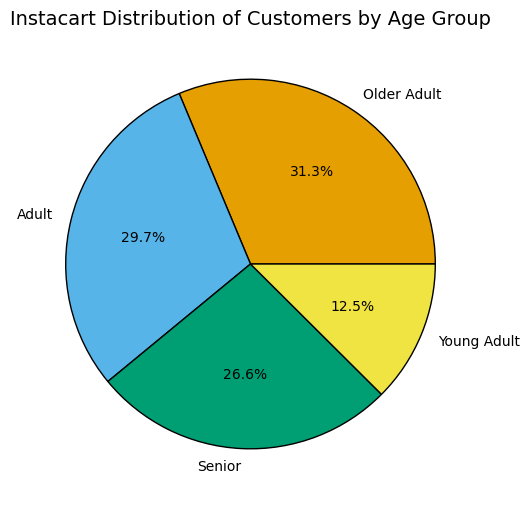 Instacart Distribution of Customers by Age Group
Older Adult
31.3%
Adult
29.7%
12.5%
Young Adult
26.6%
Senior